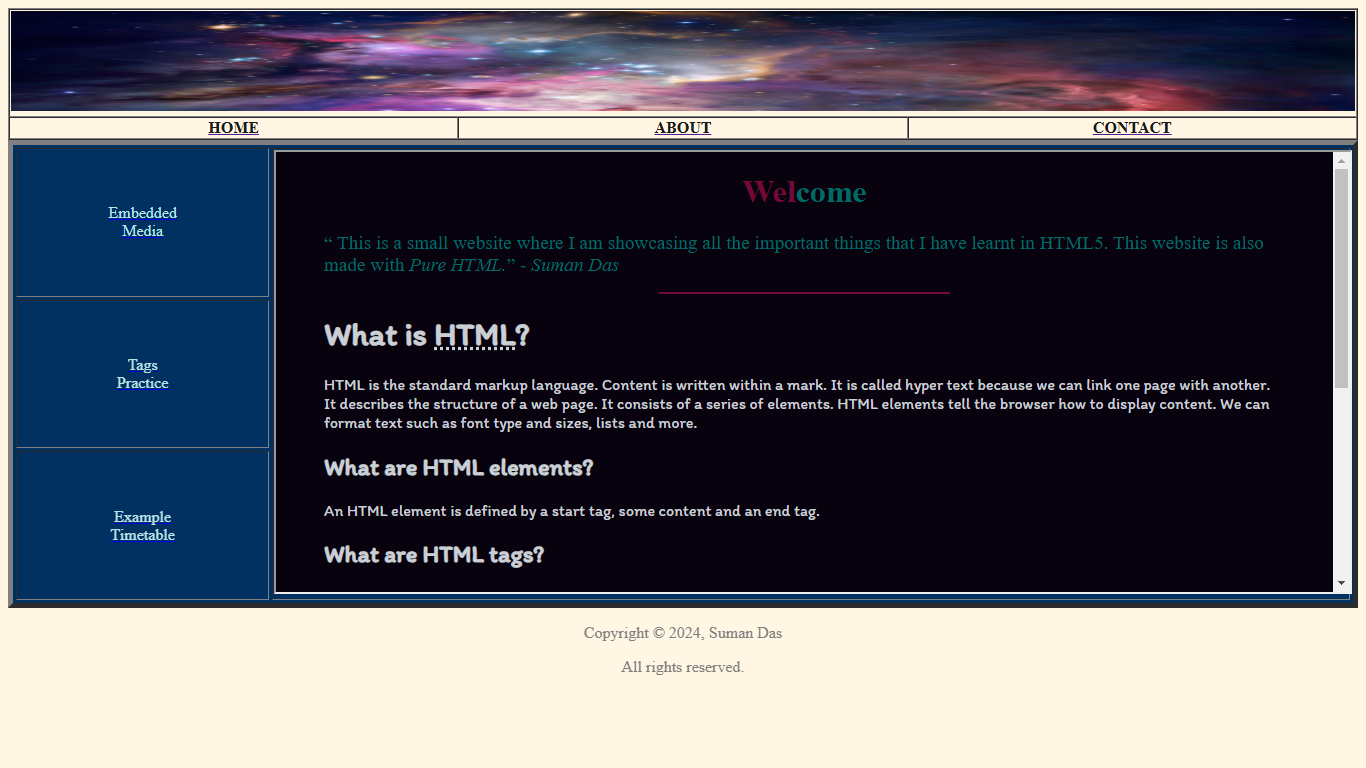 HOME ABOUT CONTACT
Embedded
Media
Tags
Practice
Example
Timetable
Welcome
“ This is a small website where I am showcasing all the important things that I have learnt in HTML5. This website is also
made with Pure HTML.” - Suman Das
What is HTML?
HTML is the standard markup language. Content is written within a mark. It is called hyper text because we can link one page with another.
It describes the structure of a web page. It consists of a series of elements. HTML elements tell the browser how to display content. We can
format text such as font type and sizes, lists and more.
What are HTML elements?
An HTML element is defined by a start tag, some content and an end tag.
What are HTML tags?
Copyright © 2024, Suman Das
All rights reserved.